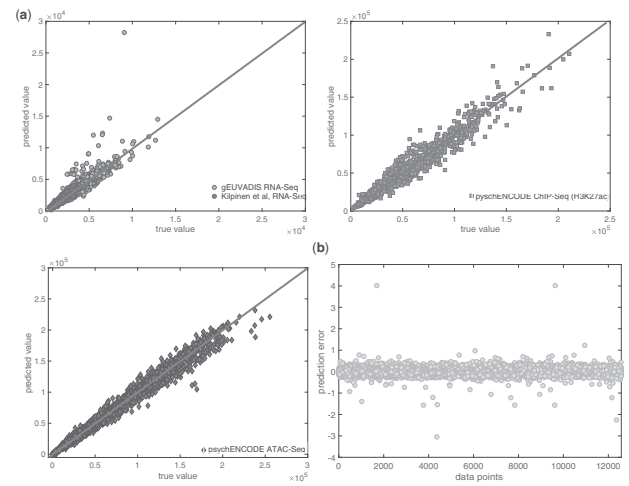 (a)
×10⁴
3
2.5
2
1.5
1
0.5
0
predicted value
gEUVADIS RNA-Seq
Kilpinen et al, RNA-Seq
0 0.5 1 1.5 2 2.5 3
true value
×10⁴
×10⁵
2.5
2
1.5
1
0.5
0
predicted value
pyschENCODE ChIP-Seq (H3K27ac)
0 0.5 1 1.5 2 2.5
true value
×10⁵
×10⁵
3
2.5
2
1.5
1
0.5
0
predicted value
psychENCODE ATAC-Seq
0 0.5 1 1.5 2 2.5 3
true value
×10⁵
(b)
5
4
3
2
1
0
-1
-2
-3
-4
prediction error
0 2000 4000 6000 8000 10000 12000
data points